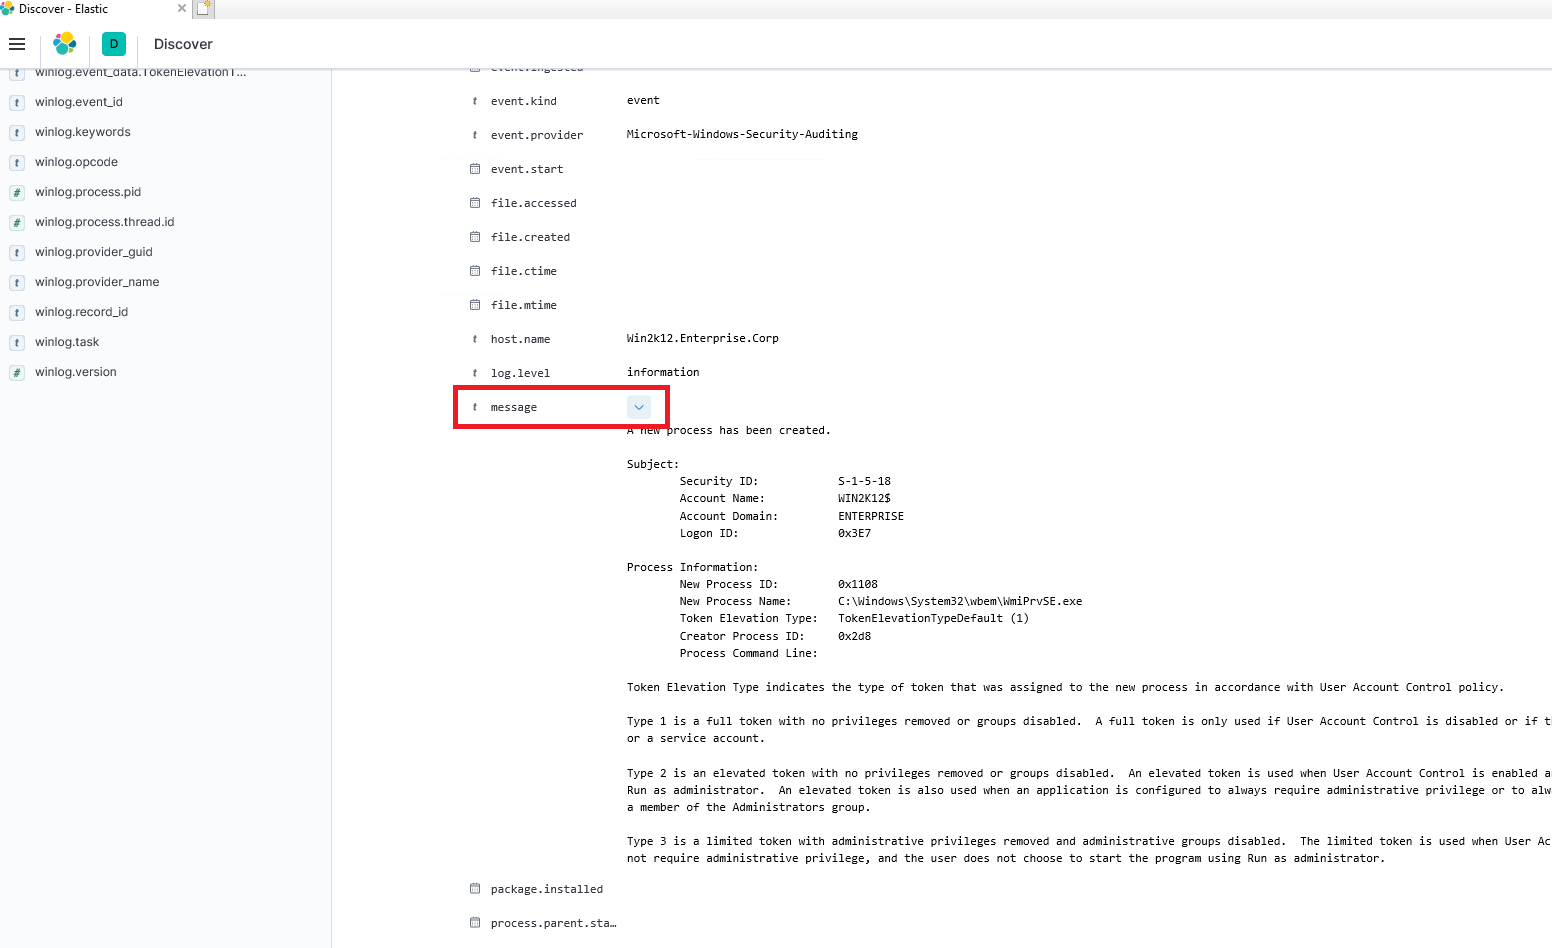 Discover - Elastic
D
Discover
winlog.event_data.TokenElevationT...
winlog.event_id
winlog.keywords
winlog.opcode
winlog.process.pid
winlog.process.thread.id
winlog.provider_guid
winlog.provider_name
winlog.record_id
winlog.task
winlog.version
event.ingested
t event.kind event
t event.provider Microsoft-Windows-Security-Auditing
event.start
file.accessed
file.created
file.ctime
file.mtime
t host.name Win2k12.Enterprise.Corp
t log.level information
t message
A new process has been created.
Subject:
Security ID: S-1-5-18
Account Name: WIN2K12$
Account Domain: ENTERPRISE
Logon ID: 0x3E7
Process Information:
New Process ID: 0x1108
New Process Name: C:\Windows\System32\wbem\WmiPrvSE.exe
Token Elevation Type: TokenElevationTypeDefault (1)
Creator Process ID: 0x2d8
Process Command Line:
Token Elevation Type indicates the type of token that was assigned to the new process in accordance with User Account Control policy.
Type 1 is a full token with no privileges removed or groups disabled. A full token is only used if User Account Control is disabled or if
or a service account.
Type 2 is an elevated token with no privileges removed or groups disabled. An elevated token is used when User Account Control is enabled
Run as administrator. An elevated token is also used when an application is configured to always require administrative privilege or to
a member of the Administrators group.
Type 3 is a limited token with administrative privileges removed and administrative groups disabled. The limited token is used when User
not require administrative privilege, and the user does not choose to start the program using Run as administrator.
package.installed
process.parent.sta…